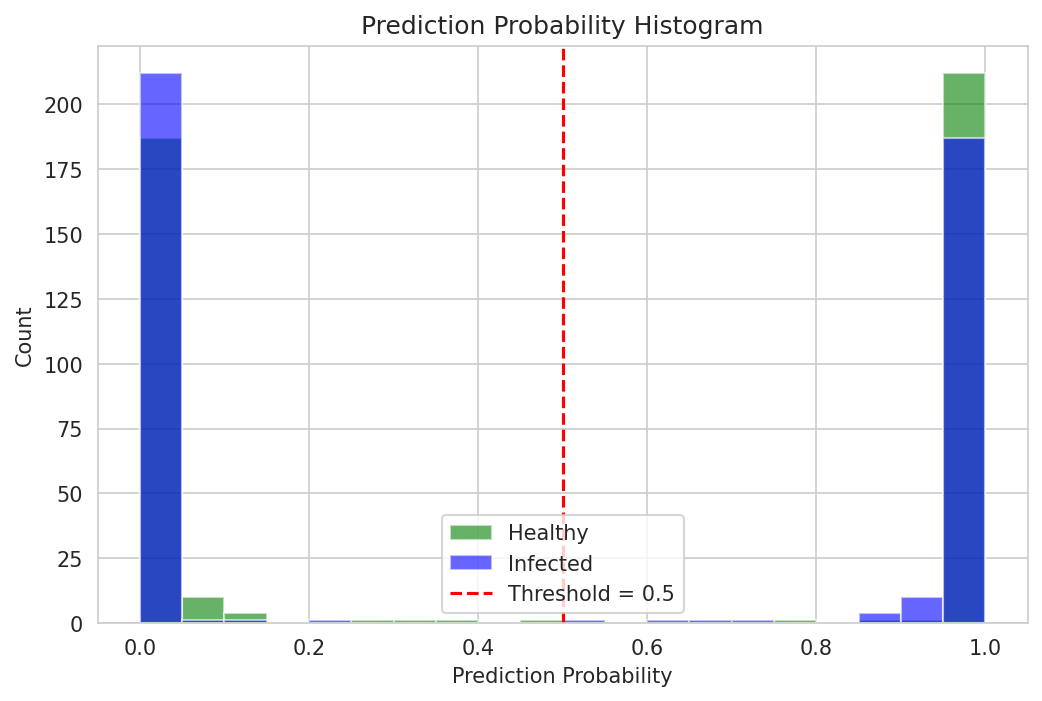 Prediction Probability Histogram
Count
200
175
150
125
100
75
50
25
0
Healthy
Infected
Threshold = 0.5
0.0 0.2 0.4 0.6 0.8 1.0
Prediction Probability